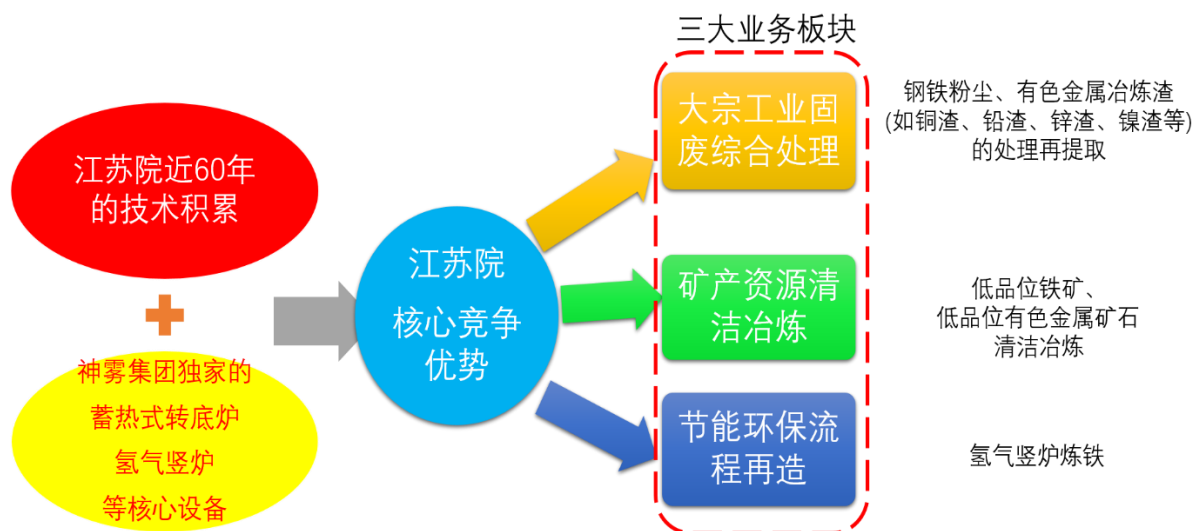 三大业务板块
江苏院近60年
的技术积累
神雾集团独家的
蓄热式转底炉
氢气竖炉
等核心设备
江苏院
核心竞争
优势
大宗工业固
废综合处理
钢铁粉尘、有色金属冶炼渣
(如铜渣、铅渣、锌渣、镍渣等)
的处理再提取
矿产资源清
洁冶炼
低品位铁矿、
低品位有色金属矿石
清洁冶炼
节能环保流
程再造
氢气竖炉炼铁